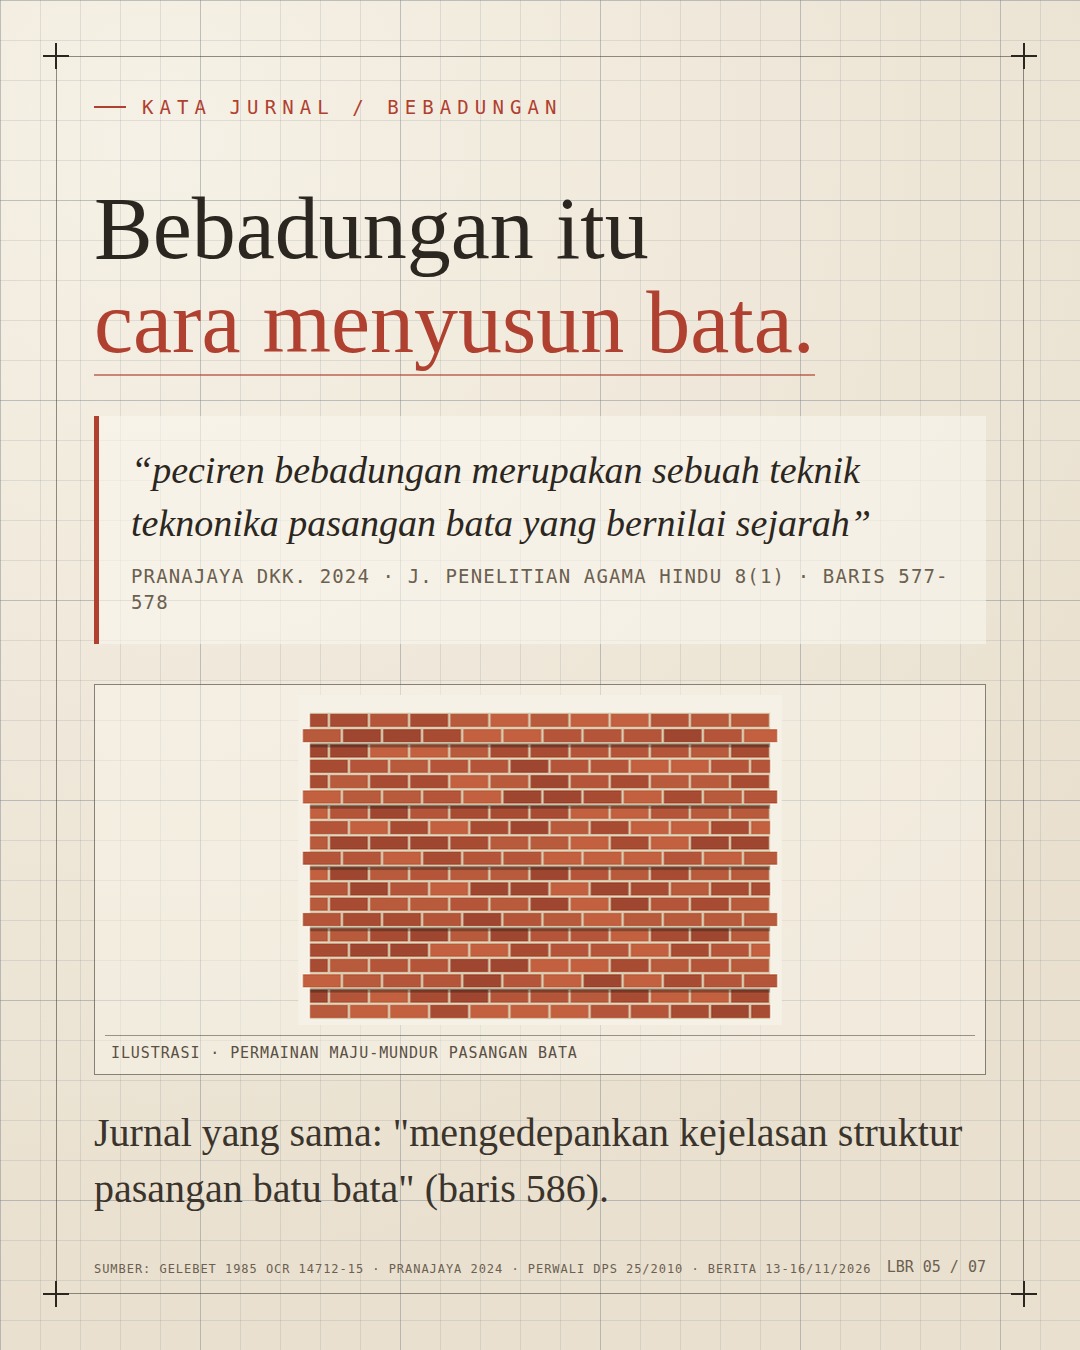 KATA JURNAL / BEBADUNGAN
Bebadungan itu
cara menyusun bata.
“peciren bebadungan merupakan sebuah teknik
teknonika pasangan bata yang bernilai sejarah”
PRANAJAYA DKK. 2024 · J. PENELITIAN AGAMA HINDU 8(1) · BARIS 577-
578
ILUSTRASI · PERMAINAN MAJU-MUNDUR PASANGAN BATA
Jurnal yang sama: "mengedepankan kejelasan struktur
pasangan batu bata" (baris 586).
SUMBER: GELEBET 1985 OCR 14712-15 · PRANAJAYA 2024 · PERWALI DPS 25/2010 · BERITA 13-16/11/2026 LBR 05 / 07